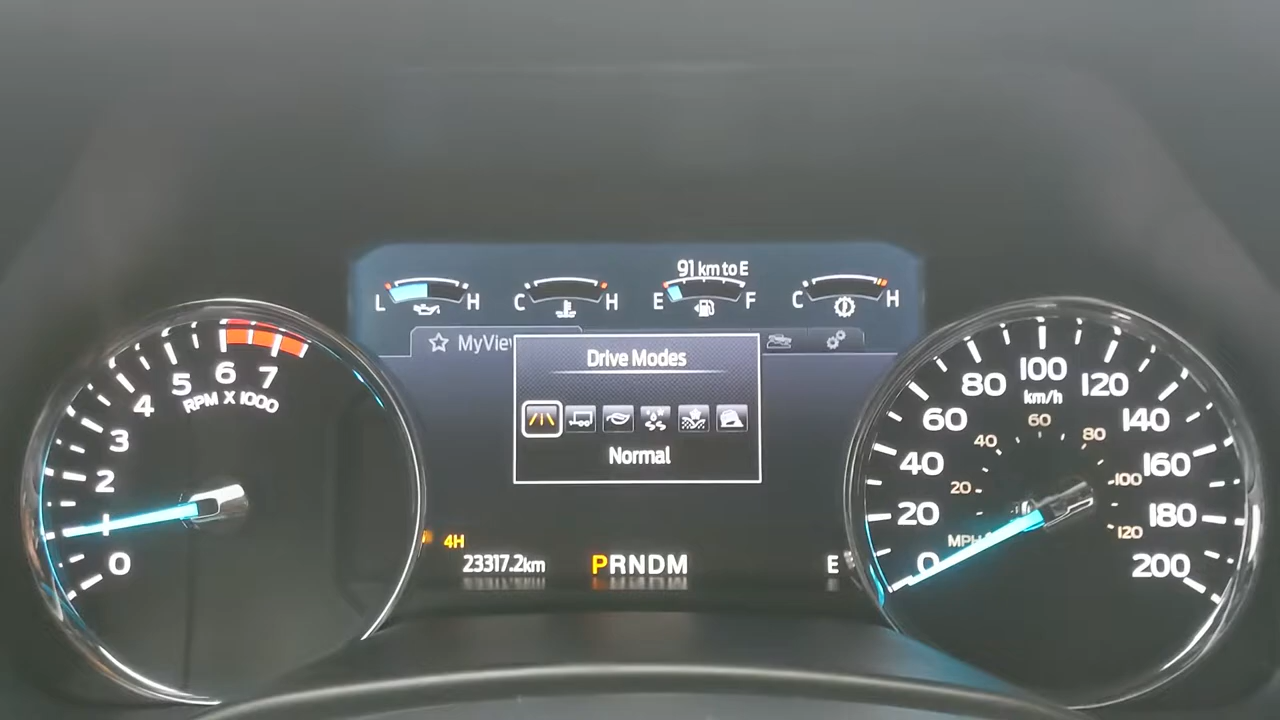 91 km to E
L H
C H
E F
C H
MyView
Drive Modes
Normal
0 1 2 3 4 5 6 7
RPM X 1000
0 20 40 60 80 100 120 140 160 180 200
km/h
20 40 60 80 100 120
MPH
4H
23317.2km
PRNDM
E